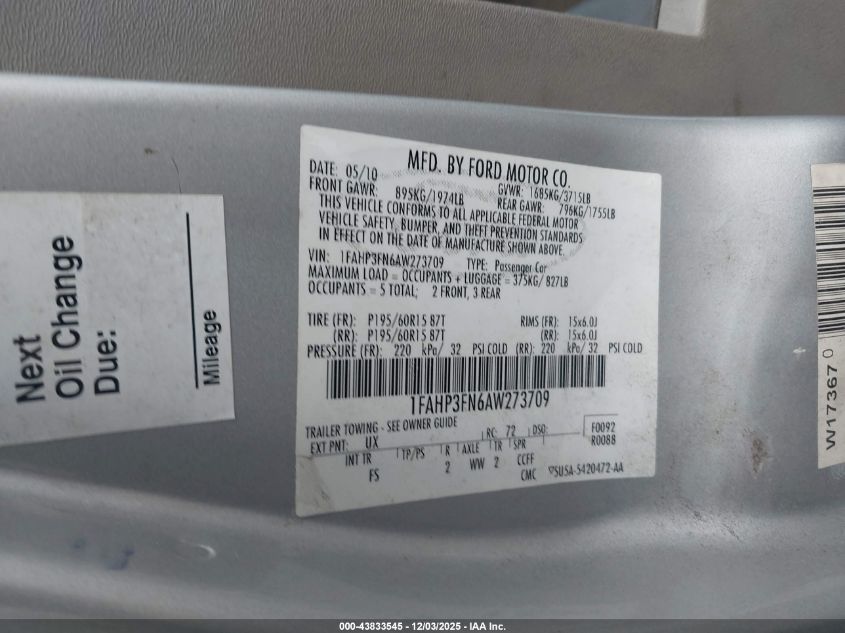 MFD. BY FORD MOTOR CO.
DATE: 05/10 GVWR: 1685KG/3715LB
FRONT GAWR: 895KG/1974LB REAR GAWR: 796KG/1755LB
THIS VEHICLE CONFORMS TO ALL APPLICABLE FEDERAL MOTOR
VEHICLE SAFETY, BUMPER, AND THEFT PREVENTION STANDARDS
IN EFFECT ON THE DATE OF MANUFACTURE SHOWN ABOVE.
VIN: 1FAHP3FN6AW273709 TYPE: Passenger Car
MAXIMUM LOAD = OCCUPANTS + LUGGAGE = 375KG/ 827LB
OCCUPANTS = 5 TOTAL; 2 FRONT, 3 REAR
TIRE (FR): P195/60R15 87T RIMS (FR): 15x6.0J
(RR): P195/60R15 87T (RR): 15x6.0J
PRESSURE (FR): 220 kPa/ 32 PSI COLD (RR): 220 kPa/ 32 PSI COLD
1FAHP3FN6AW273709
TRAILER TOWING - SEE OWNER GUIDE
EXT PNT: UX RC: 72 DSO: F0092
R0088
INT TR TP/PS R AXLE TR SPR
FS 2 WW 2 CCFF
CMC 5U5A-5420472-AA
Next
Oil Change
Due:
Mileage
W17367 0
000-43833545 - 12/03/2025 - IAA Inc.